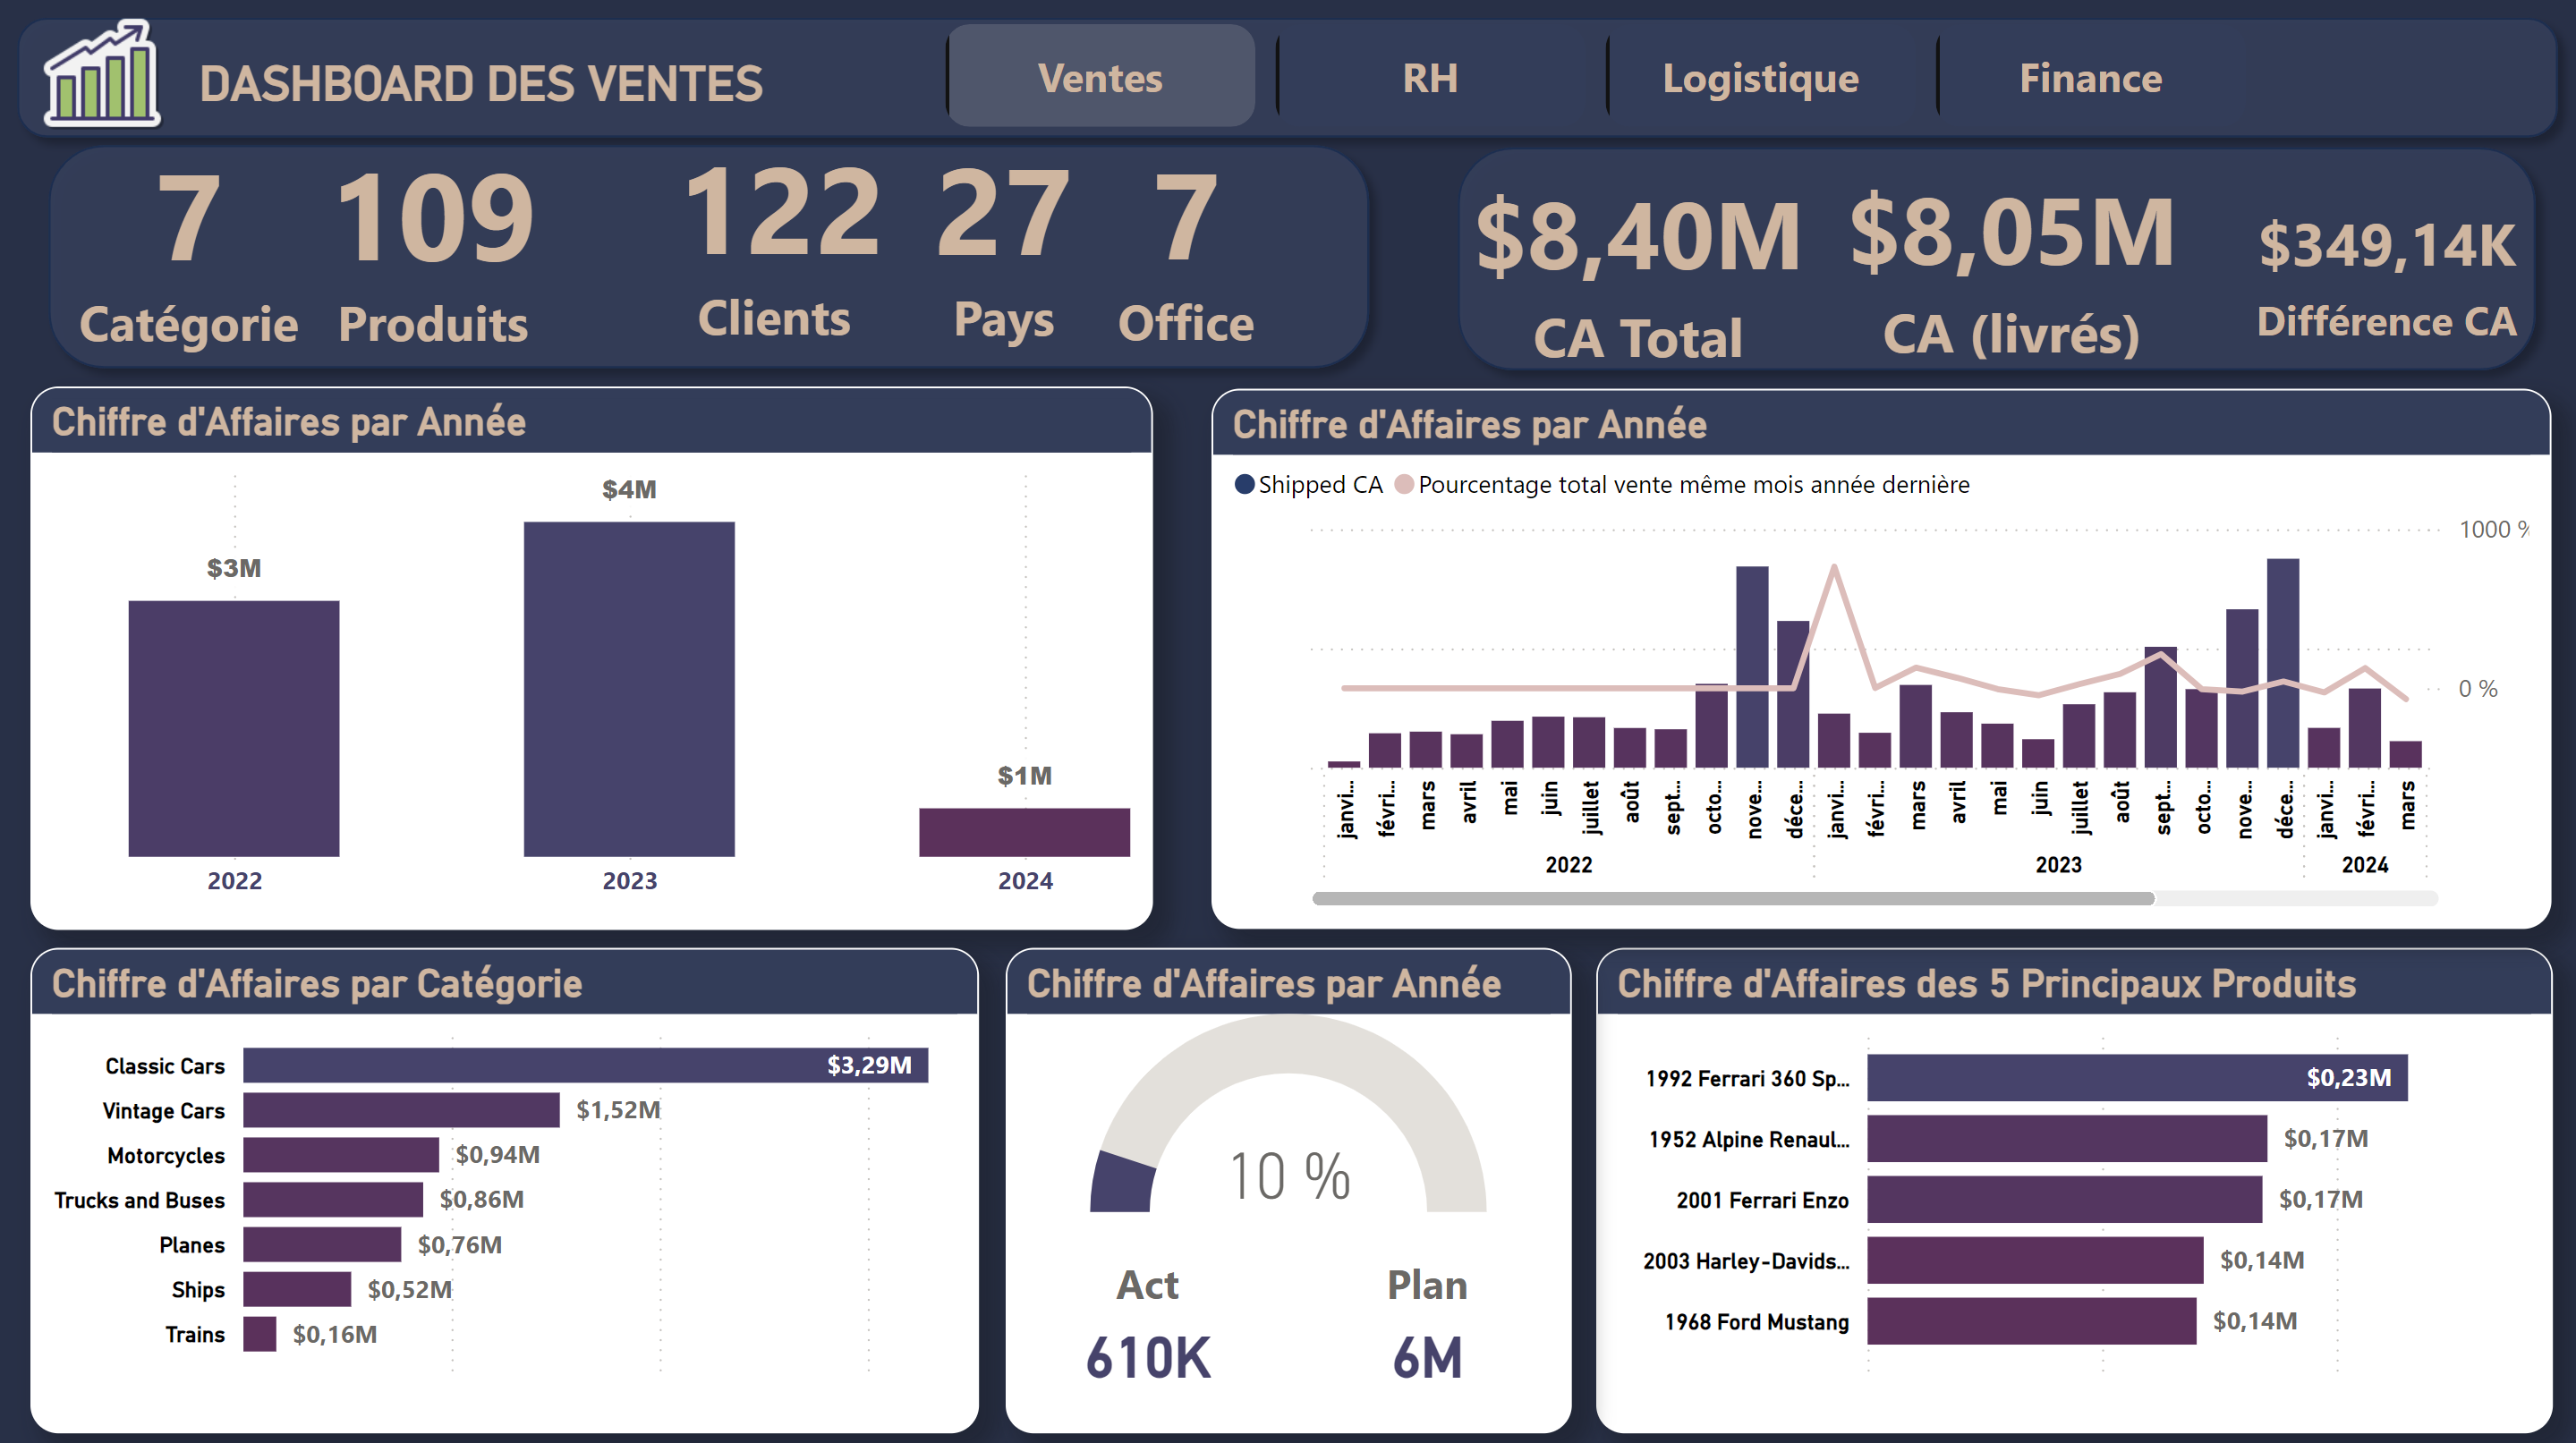 DASHBOARD DES VENTES
Ventes
RH
Logistique
Finance
7
109
122
27
7
Catégorie
Produits
Clients
Pays
Office
$8,40M
$8,05M
$349,14K
CA Total
CA (livrés)
Différence CA
Chiffre d'Affaires par Année
$3M
$4M
$1M
2022
2023
2024
Chiffre d'Affaires par Année
Shipped CA
Pourcentage total vente même mois année dernière
1000 %
0 %
janvi...
févri...
mars
avril
mai
juin
juillet
août
sept...
octo...
nove...
déce...
janvi...
févri...
mars
avril
mai
juin
juillet
août
sept...
octo...
nove...
déce...
janvi...
févri...
mars
2022
2023
2024
Chiffre d'Affaires par Catégorie
Classic Cars $3,29M
Vintage Cars $1,52M
Motorcycles $0,94M
Trucks and Buses $0,86M
Planes $0,76M
Ships $0,52M
Trains $0,16M
Chiffre d'Affaires par Année
10 %
Act
Plan
610K
6M
Chiffre d'Affaires des 5 Principaux Produits
1992 Ferrari 360 Sp... $0,23M
1952 Alpine Renaul... $0,17M
2001 Ferrari Enzo $0,17M
2003 Harley-Davids... $0,14M
1968 Ford Mustang $0,14M